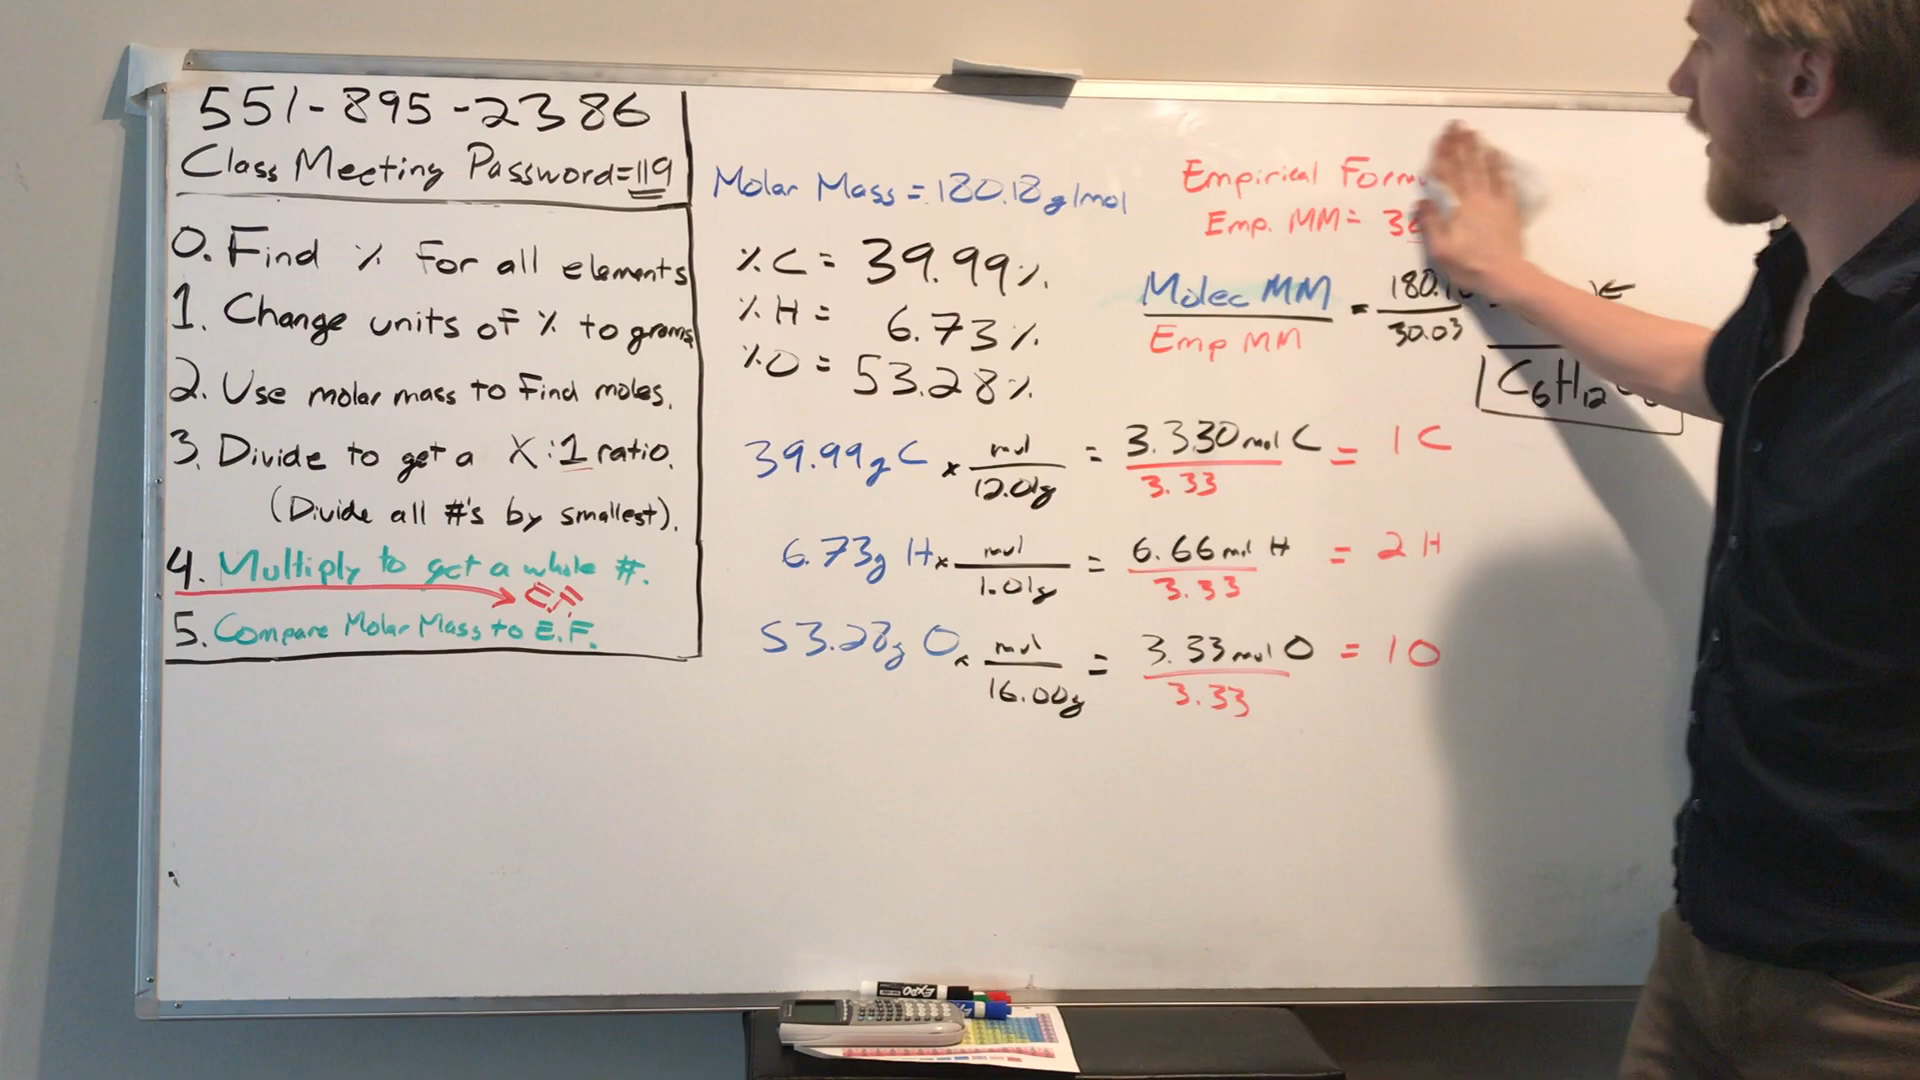 551-895-2386
Class Meeting Password=119
0. Find % for all elements
1. Change units of % to grams
2. Use molar mass to find moles.
3. Divide to get a X:1 ratio.
(Divide all #'s by smallest).
4. Multiply to get a whole #.
E.F.
5. Compare Molar Mass to E.F.
Molar Mass = 180.18 g/mol
%C = 39.99%
%H = 6.73%
%O = 53.28%
Empirical
Emp. MM =
Molec MM / Emp MM = 30.03
C6H12
39.99g C x mol / 12.01g = 3.330 mol C / 3.33 = 1 C
6.73g H x mol / 1.01g = 6.66 mol H / 3.33 = 2 H
53.28g O x mol / 16.00g = 3.33 mol O / 3.33 = 1 O
EXPO